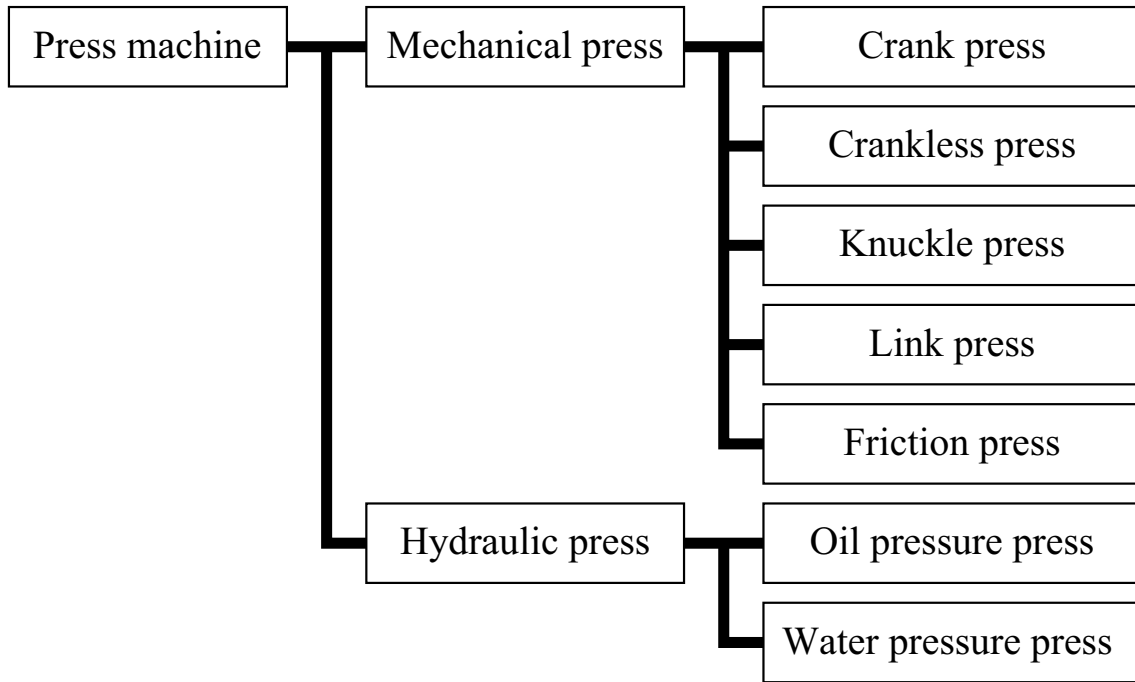 Press machine
Mechanical press
Crank press
Crankless press
Knuckle press
Link press
Friction press
Hydraulic press
Oil pressure press
Water pressure press